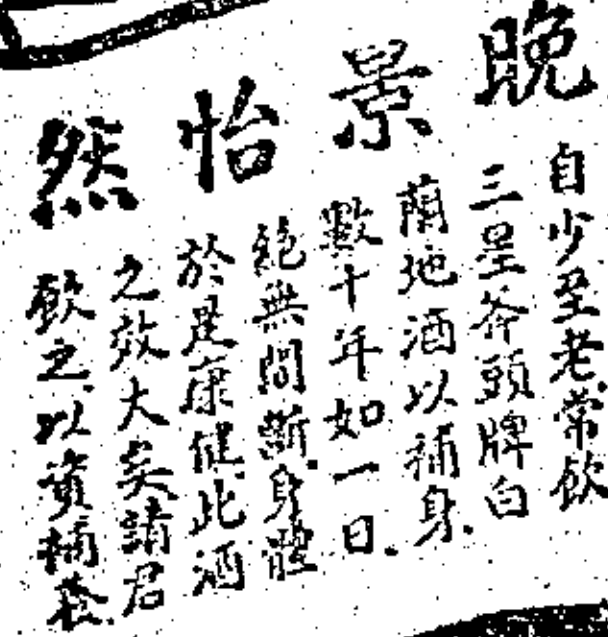 晚景怡然
自少至老常飲
三星斧頭牌白
蘭地酒以補身.
數十年如一日.
絕無間斷.身體
於是康健.此酒
之效大矣請君
飲之.以資補益.